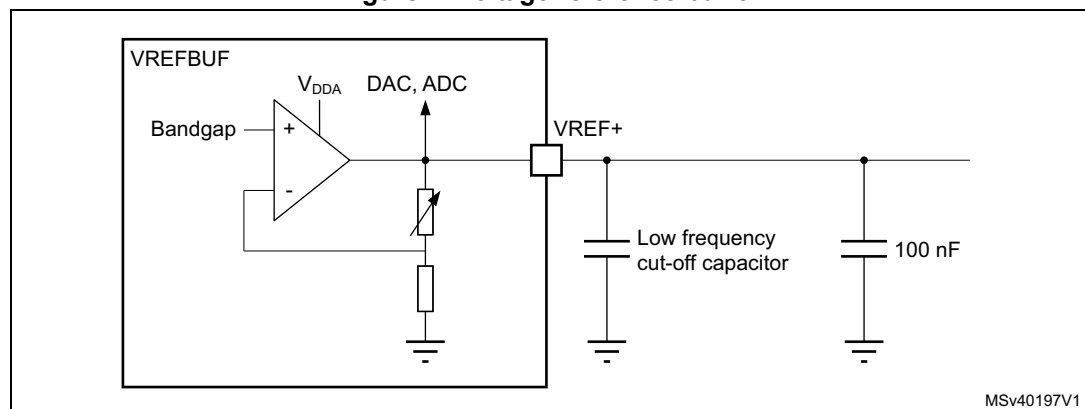 VREFBUF
VDDA
DAC, ADC
Bandgap
+
-
VREF+
Low frequency
cut-off capacitor
100 nF
MSv40197V1